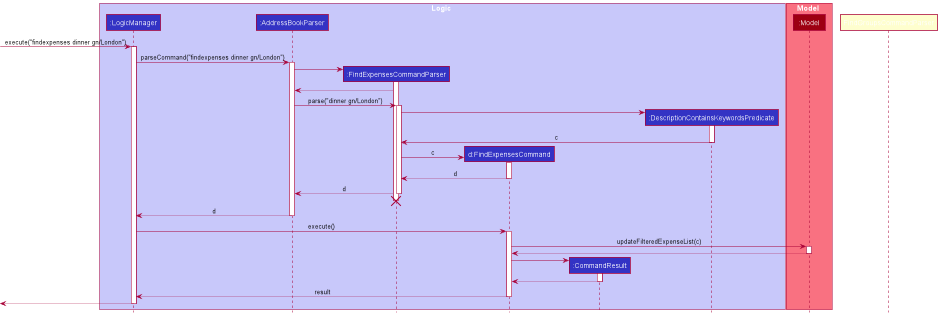 Logic
Model
:LogicManager
:AddressBookParser
:Model
execute("findexpenses dinner gn/London")
parseCommand("findexpenses dinner gn/London")
:FindExpensesCommandParser
parse("dinner gn/London")
:DescriptionContainsKeywordsPredicate
c
c
d:FindExpensesCommand
d
d
d
execute()
updateFilteredExpenseList(c)
:CommandResult
result